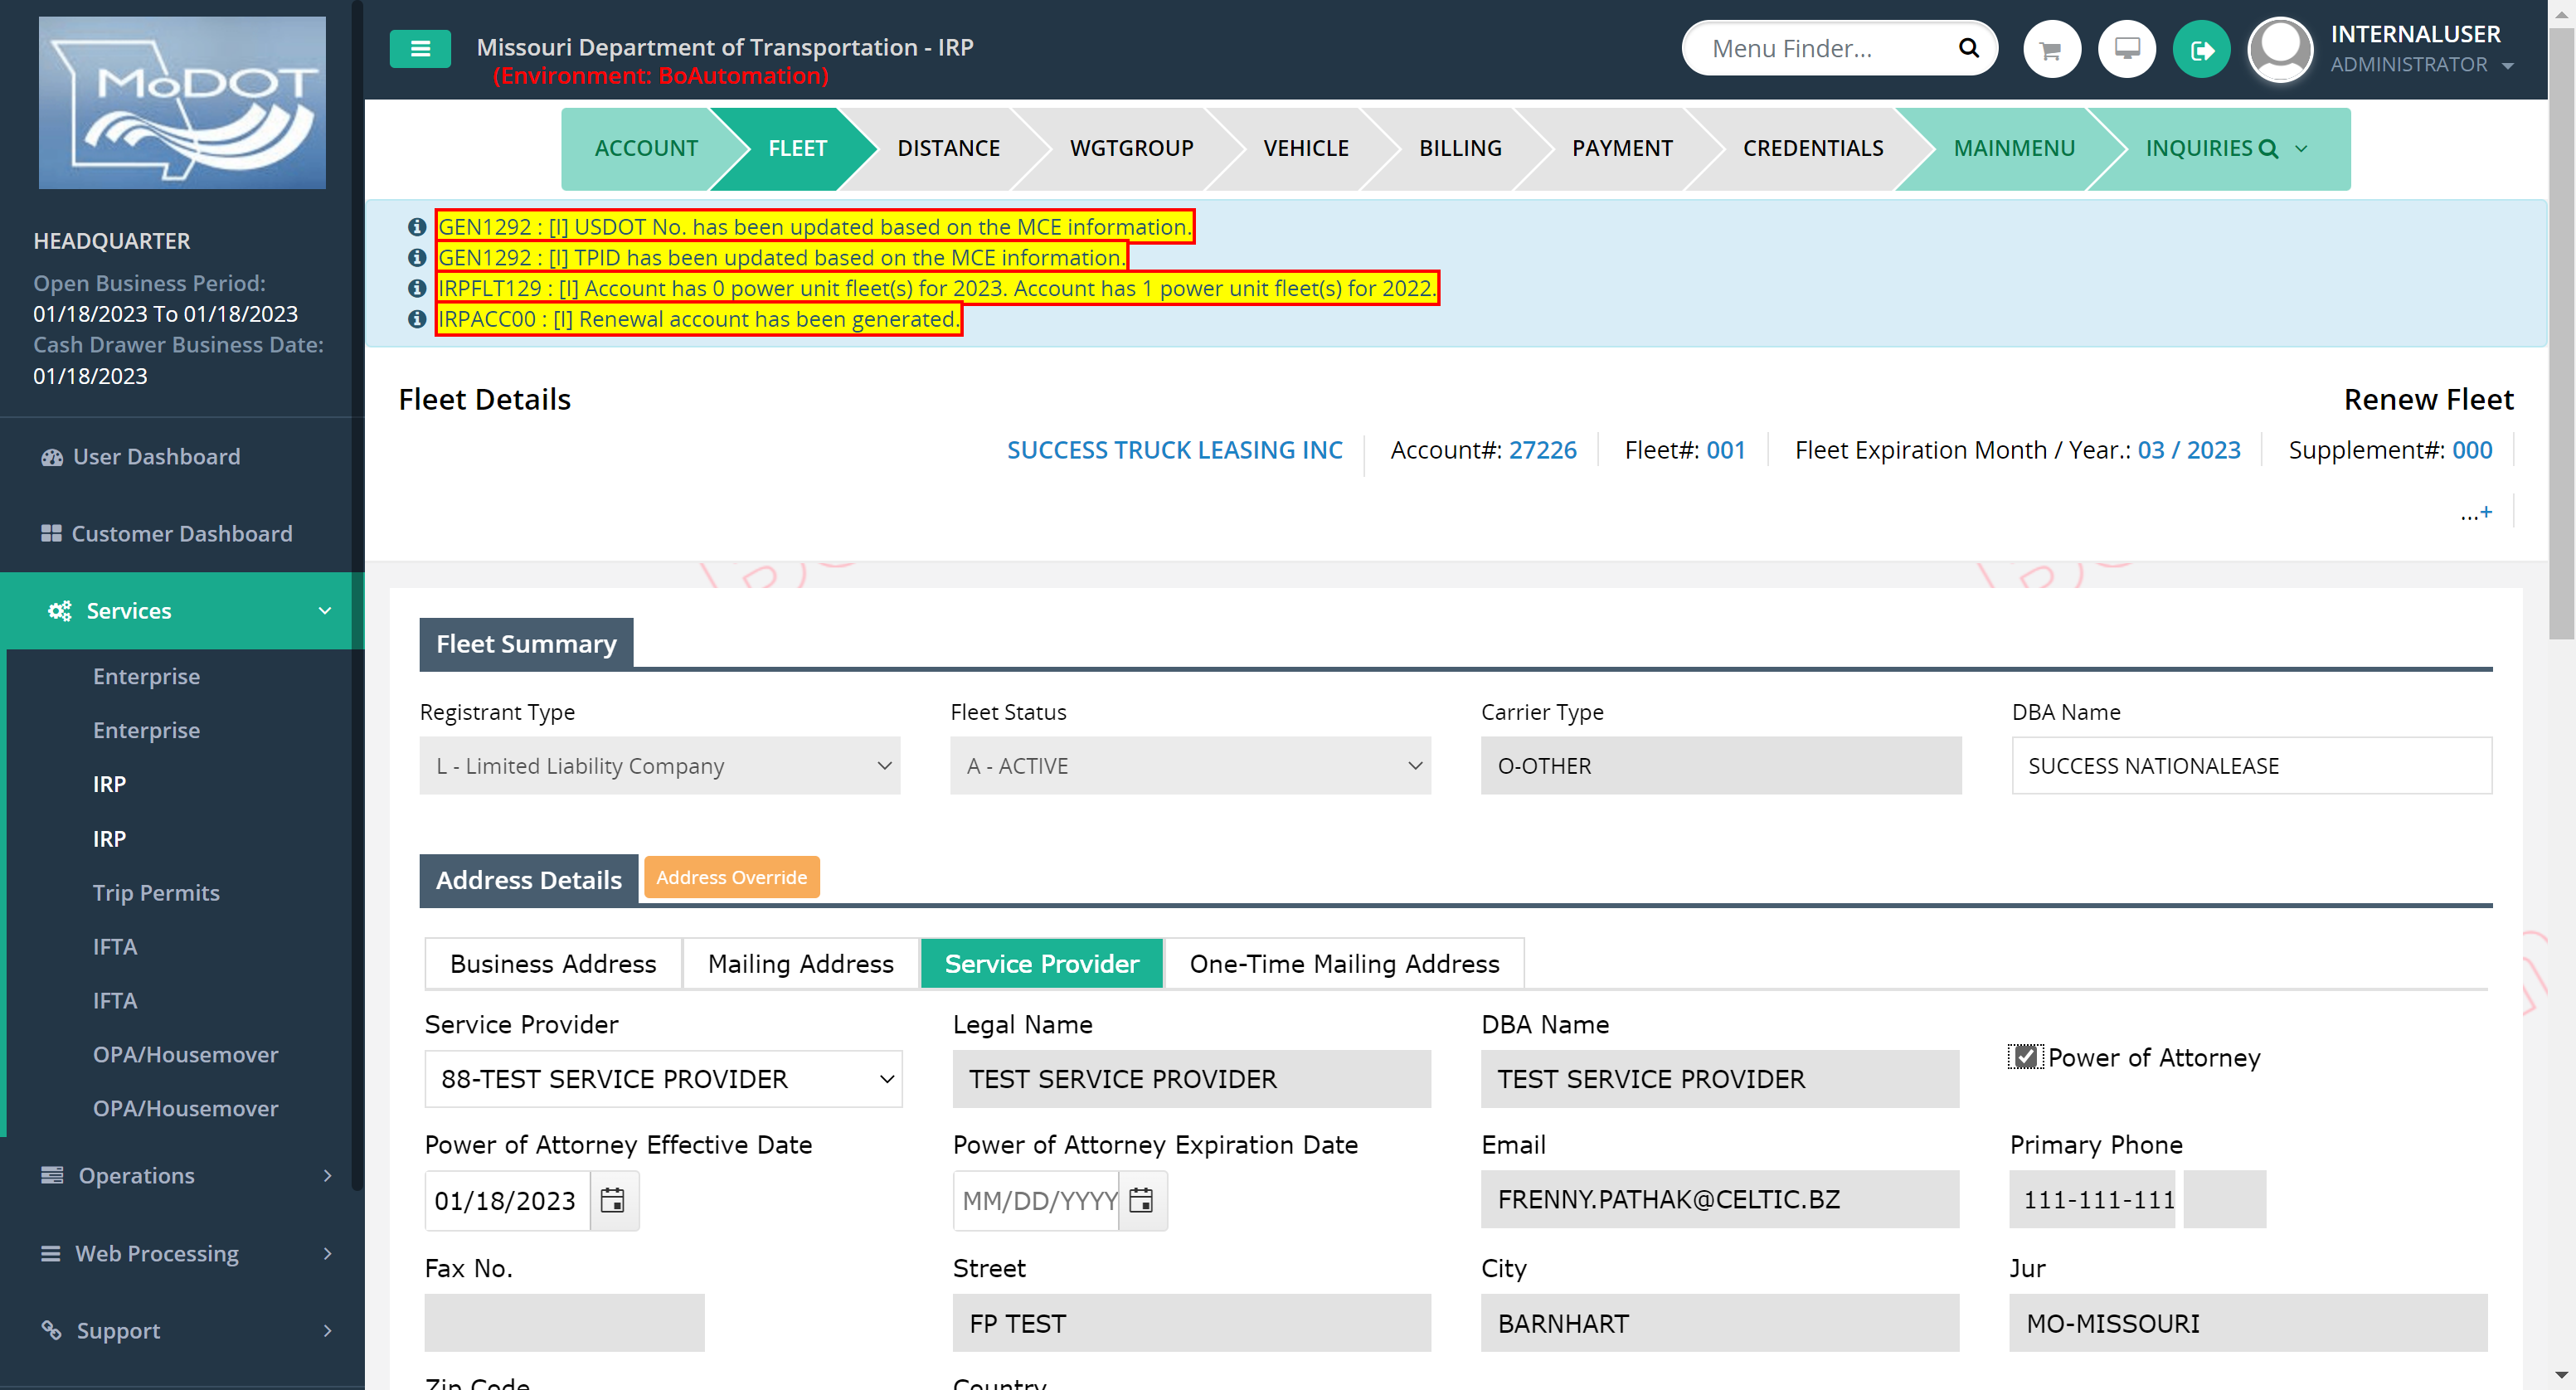 MoDOT
HEADQUARTER
Open Business Period:
01/18/2023 To 01/18/2023
Cash Drawer Business Date:
01/18/2023
User Dashboard
Customer Dashboard
Services
Enterprise
Enterprise
IRP
IRP
Trip Permits
IFTA
IFTA
OPA/Housemover
OPA/Housemover
Operations
Web Processing
Support
Missouri Department of Transportation - IRP
(Environment: BoAutomation)
Menu Finder...
INTERNALUSER
ADMINISTRATOR
ACCOUNT FLEET DISTANCE WGTGROUP VEHICLE BILLING PAYMENT CREDENTIALS MAINMENU INQUIRIES
GEN1292 : [I] USDOT No. has been updated based on the MCE information.
GEN1292 : [I] TPID has been updated based on the MCE information.
IRPFLT129 : [I] Account has 0 power unit fleet(s) for 2023. Account has 1 power unit fleet(s) for 2022.
IRPACC00 : [I] Renewal account has been generated.
Fleet Details Renew Fleet
SUCCESS TRUCK LEASING INC Account#: 27226 Fleet#: 001 Fleet Expiration Month / Year.: 03 / 2023 Supplement#: 000
...+
Fleet Summary
Registrant Type Fleet Status Carrier Type DBA Name
L - Limited Liability Company A - ACTIVE O-OTHER SUCCESS NATIONALEASE
Address Details Address Override
Business Address Mailing Address Service Provider One-Time Mailing Address
Service Provider Legal Name DBA Name
88-TEST SERVICE PROVIDER TEST SERVICE PROVIDER TEST SERVICE PROVIDER Power of Attorney
Power of Attorney Effective Date Power of Attorney Expiration Date Email Primary Phone
01/18/2023 MM/DD/YYYY FRENNY.PATHAK@CELTIC.BZ 111-111-111
Fax No. Street City Jur
FP TEST BARNHART MO-MISSOURI
Zip Code Country